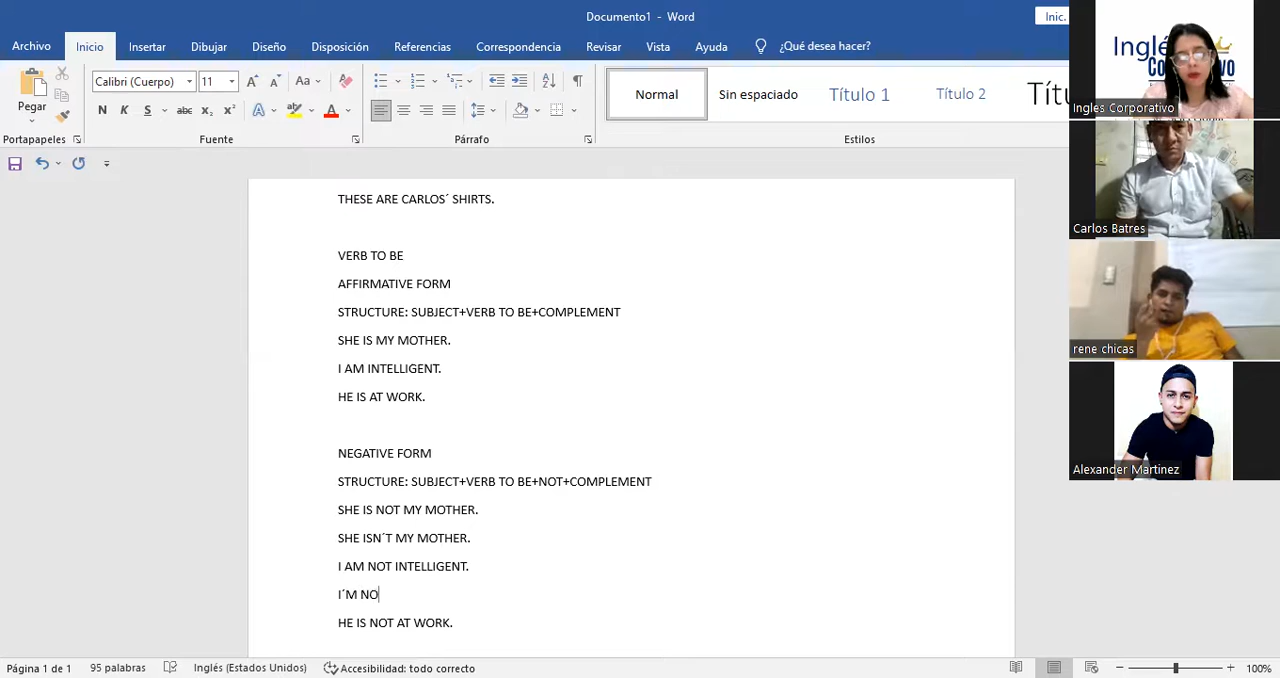 Documento1 - Word
Inic.
Archivo Inicio Insertar Dibujar Diseño Disposición Referencias Correspondencia Revisar Vista Ayuda ¿Qué desea hacer?
Pegar
Calibri (Cuerpo) 11
N K S abc x₂ x²
Normal Sin espaciado Título 1 Título 2
Portapapeles Fuente Párrafo Estilos
Ingles Corporativo
Carlos Batres
rene chicas
Alexander Martinez
THESE ARE CARLOS´ SHIRTS.
VERB TO BE
AFFIRMATIVE FORM
STRUCTURE: SUBJECT+VERB TO BE+COMPLEMENT
SHE IS MY MOTHER.
I AM INTELLIGENT.
HE IS AT WORK.
NEGATIVE FORM
STRUCTURE: SUBJECT+VERB TO BE+NOT+COMPLEMENT
SHE IS NOT MY MOTHER.
SHE ISN´T MY MOTHER.
I AM NOT INTELLIGENT.
I´M NO
HE IS NOT AT WORK.
Página 1 de 1 95 palabras Inglés (Estados Unidos) Accesibilidad: todo correcto 100%